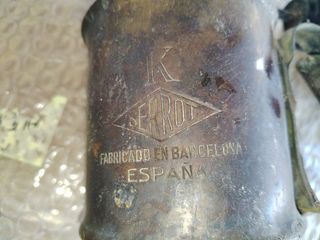 K
SERROT
FABRICADO EN BARCELONA
ESPAÑA